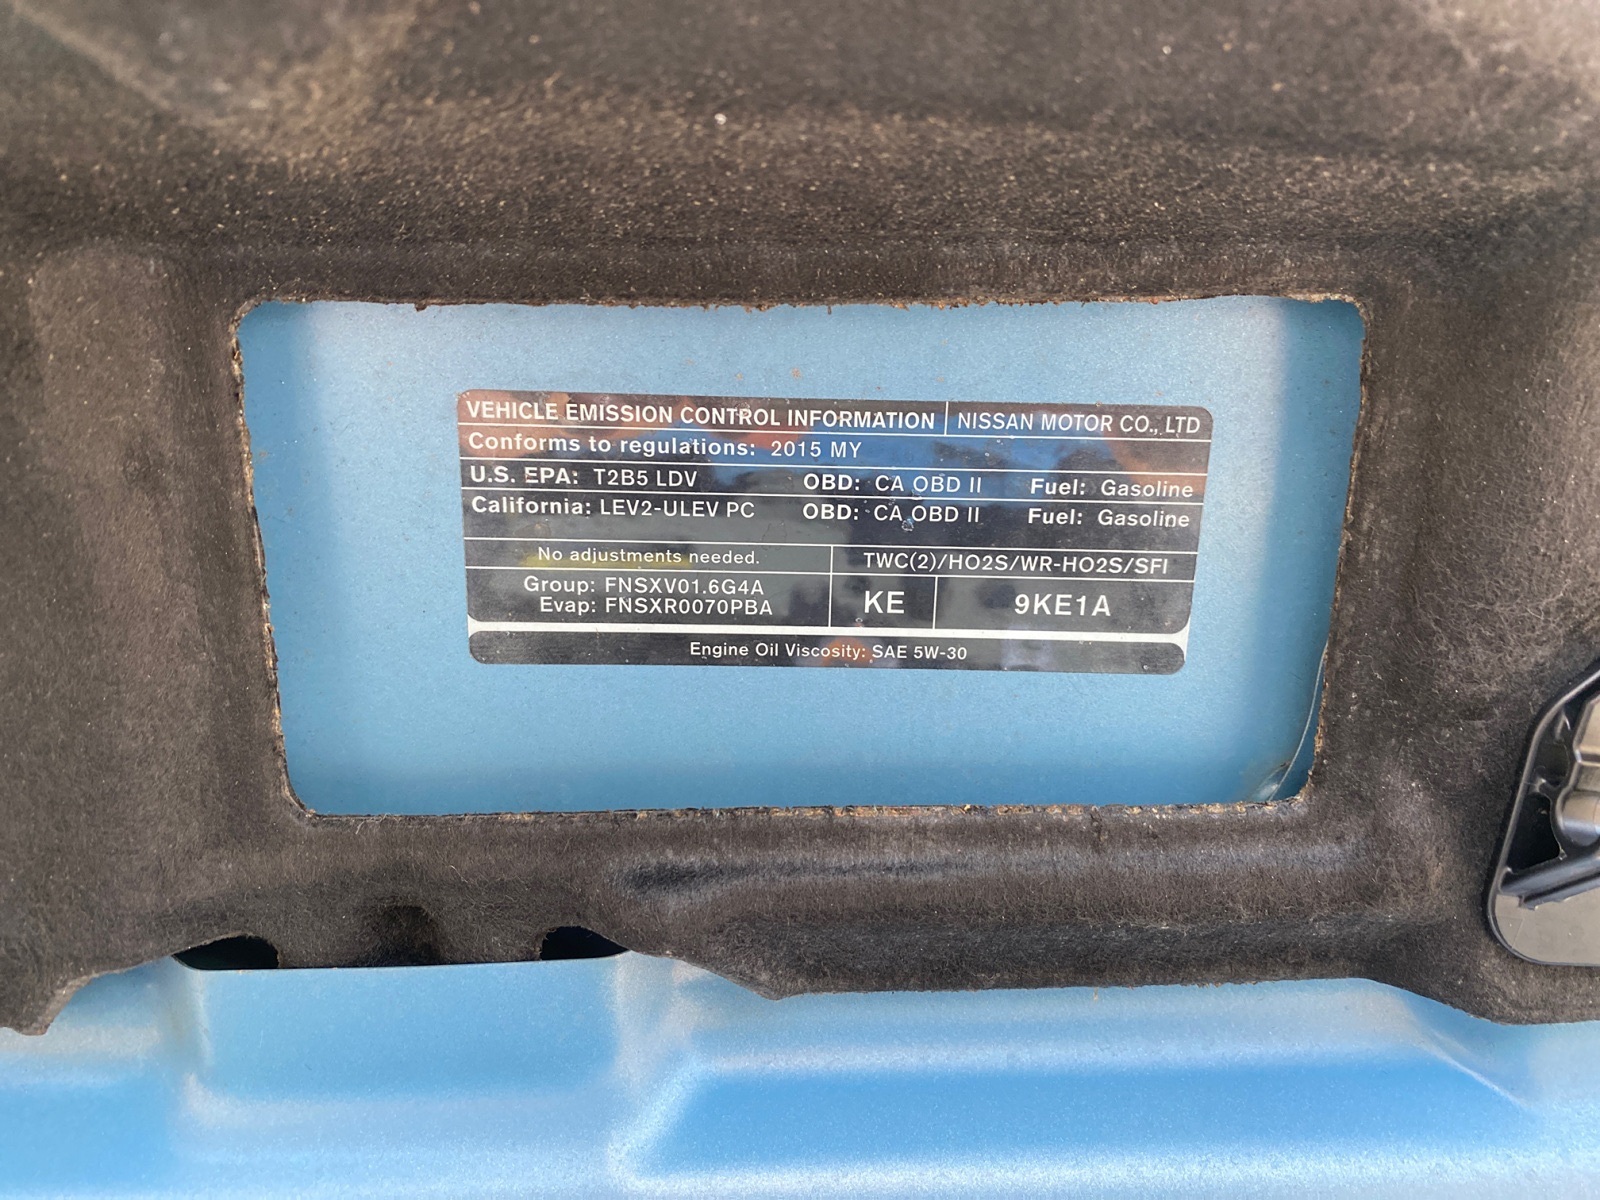 VEHICLE EMISSION CONTROL INFORMATION NISSAN MOTOR CO., LTD
Conforms to regulations: 2015 MY
U.S. EPA: T2B5 LDV OBD: CA OBD II Fuel: Gasoline
California: LEV2-ULEV PC OBD: CA OBD II Fuel: Gasoline
No adjustments needed. TWC(2)/HO2S/WR-HO2S/SFI
Group: FNSXV01.6G4A
Evap: FNSXR0070PBA
KE 9KE1A
Engine Oil Viscosity: SAE 5W-30